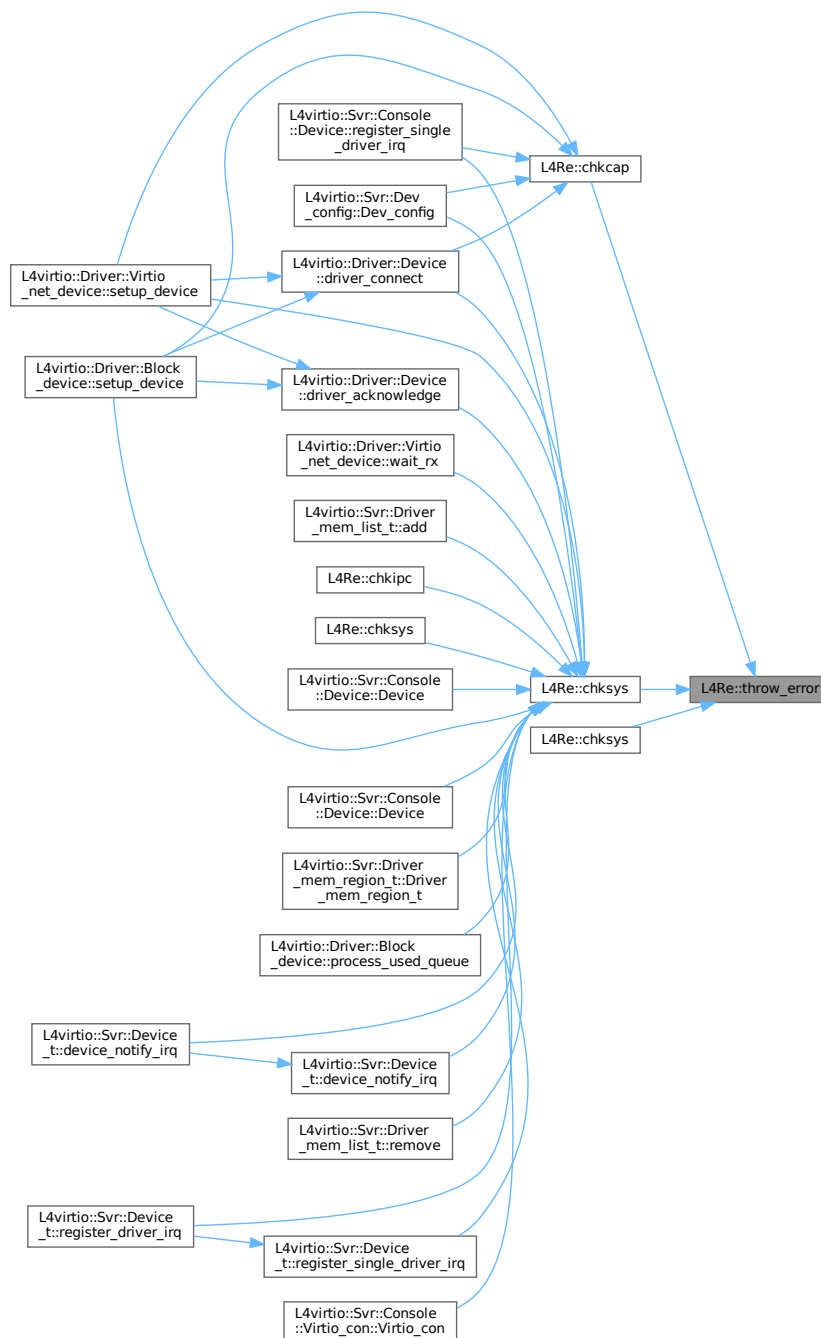 L4virtio::Svr::Console
::Device::register_single
_driver_irq
L4Re::chkcap
L4virtio::Svr::Dev
_config::Dev_config
L4virtio::Driver::Virtio
_net_device::setup_device
L4virtio::Driver::Device
::driver_connect
L4virtio::Driver::Block
_device::setup_device
L4virtio::Driver::Device
::driver_acknowledge
L4virtio::Driver::Virtio
_net_device::wait_rx
L4virtio::Svr::Driver
_mem_list_t::add
L4Re::chkipc
L4Re::chksys
L4virtio::Svr::Console
::Device::Device
L4Re::chksys
L4Re::throw_error
L4Re::chksys
L4virtio::Svr::Console
::Device::Device
L4virtio::Svr::Driver
_mem_region_t::Driver
_mem_region_t
L4virtio::Driver::Block
_device::process_used_queue
L4virtio::Svr::Device
_t::device_notify_irq
L4virtio::Svr::Device
_t::device_notify_irq
L4virtio::Svr::Driver
_mem_list_t::remove
L4virtio::Svr::Device
_t::register_driver_irq
L4virtio::Svr::Device
_t::register_single_driver_irq
L4virtio::Svr::Console
::Virtio_con::Virtio_con